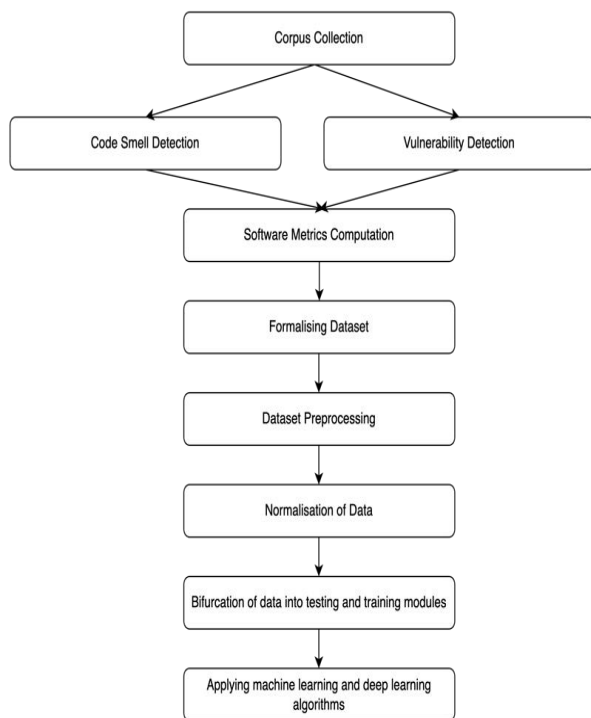 Corpus Collection
Code Smell Detection
Vulnerability Detection
Software Metrics Computation
Formalising Dataset
Dataset Preprocessing
Normalisation of Data
Bifurcation of data into testing and training modules
Applying machine learning and deep learning
algorithms